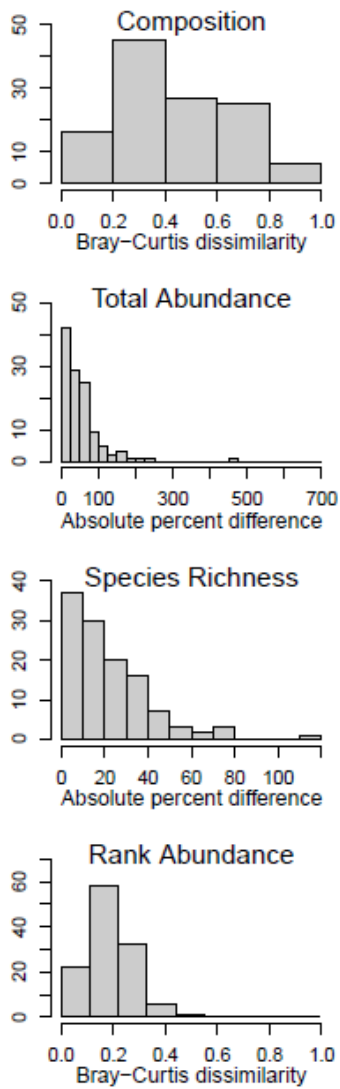 Composition
50
30
10
0
0.0 0.2 0.4 0.6 0.8 1.0
Bray-Curtis dissimilarity
Total Abundance
50
30
10
0
0 100 300 500 700
Absolute percent difference
Species Richness
40
30
20
10
0
0 20 40 60 80 100
Absolute percent difference
Rank Abundance
60
40
20
0
0.0 0.2 0.4 0.6 0.8 1.0
Bray-Curtis dissimilarity